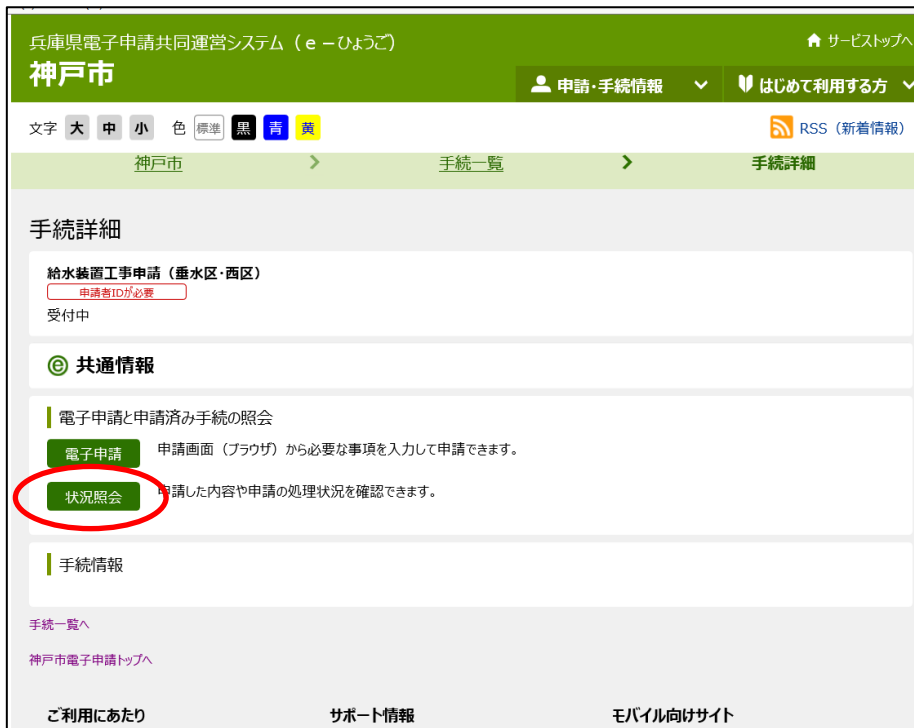 兵庫県電子申請共同運営システム（e－ひょうご）
サービストップへ
神戸市
申請・手続情報
はじめて利用する方
文字 大 中 小 色 標準 黒 青 黄
RSS（新着情報）
神戸市 > 手続一覧 > 手続詳細
手続詳細
給水装置工事申請（垂水区・西区）
申請者IDが必要
受付中
e 共通情報
電子申請と申請済み手続の照会
電子申請 申請画面（ブラウザ）から必要な事項を入力して申請できます。
状況照会 申請した内容や申請の処理状況を確認できます。
手続情報
手続一覧へ
神戸市電子申請トップへ
ご利用にあたり サポート情報 モバイル向けサイト